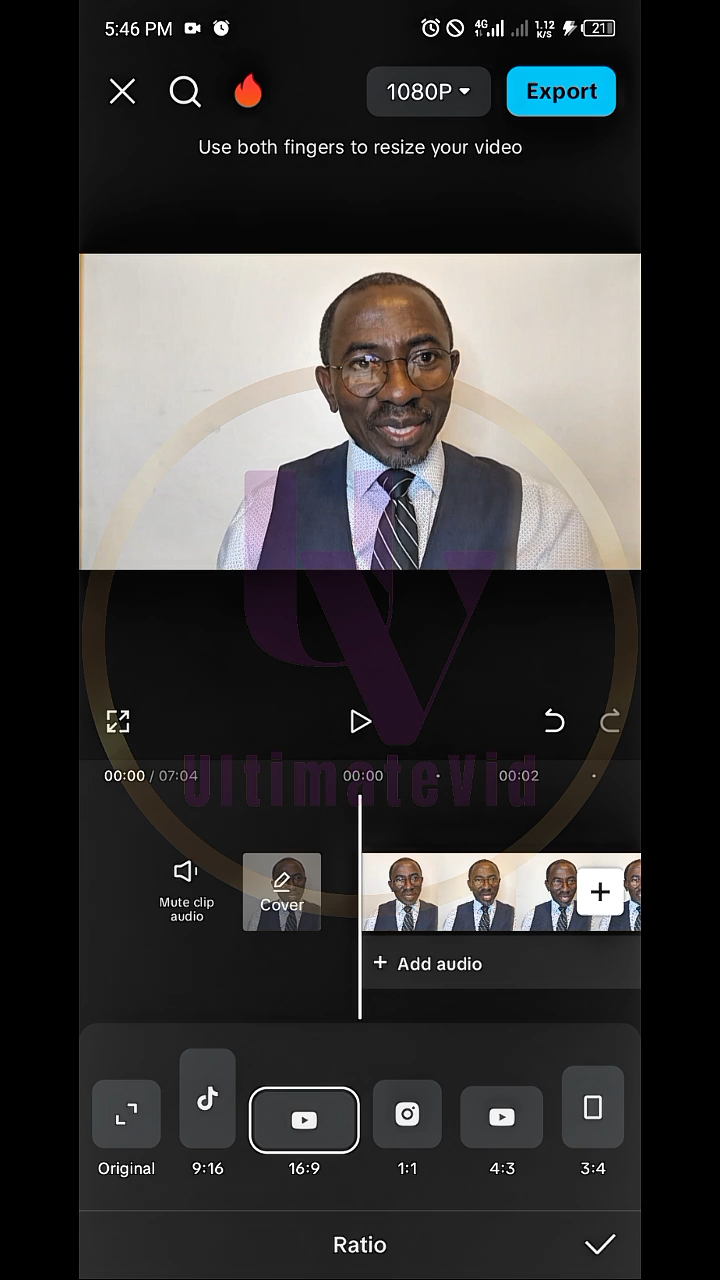 5:46 PM
4G
1.12
K/S
21
1080P
Export
Use both fingers to resize your video
UV
00:00 / 07:04
00:00
00:02
UltimateVid
Mute clip
audio
Cover
+ Add audio
Original
9:16
16:9
1:1
4:3
3:4
Ratio